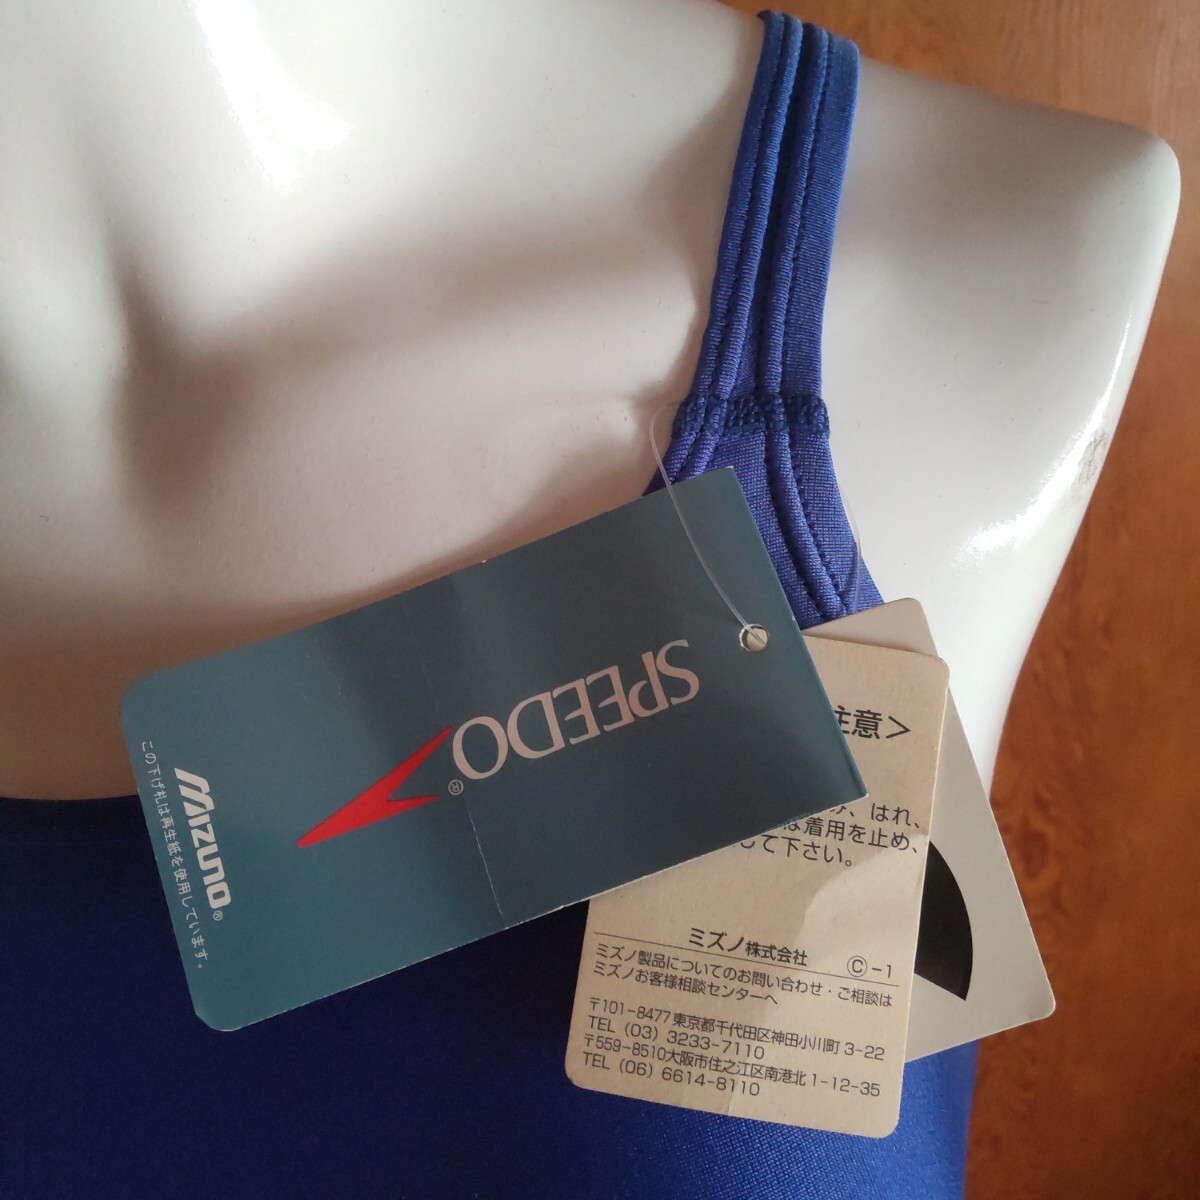 SPEEDO®
MIZUNO®
この下げ札は再生紙を使用しています。
注意＞
はれ、
は着用を止め、
して下さい。
ミズノ株式会社 Ⓒ-1
ミズノ製品についてのお問い合わせ・ご相談は
ミズノお客様相談センターへ
〒101-8477 東京都千代田区神田小川町 3-22
TEL (03) 3233-7110
〒559-8510 大阪市住之江区南港北 1-12-35
TEL (06) 6614-8110